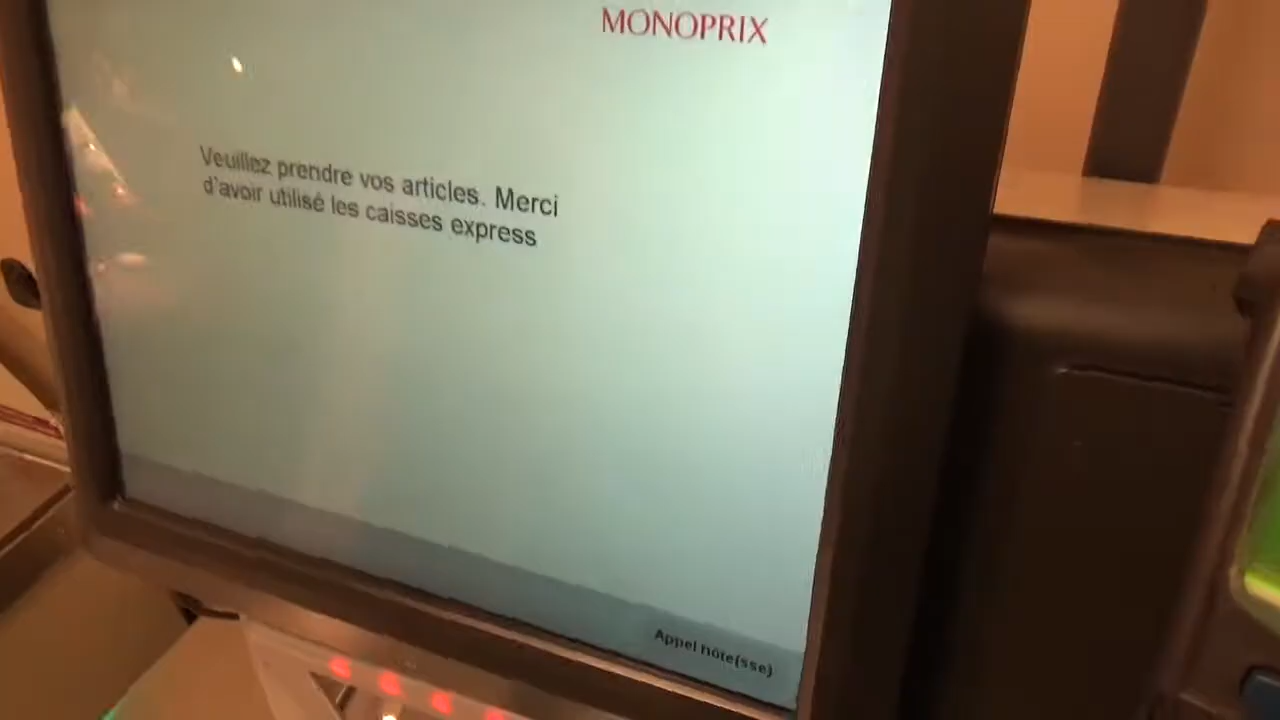 MONOPRIX
Veuillez prendre vos articles. Merci
d'avoir utilisé les caisses express
Appel hôte(sse)